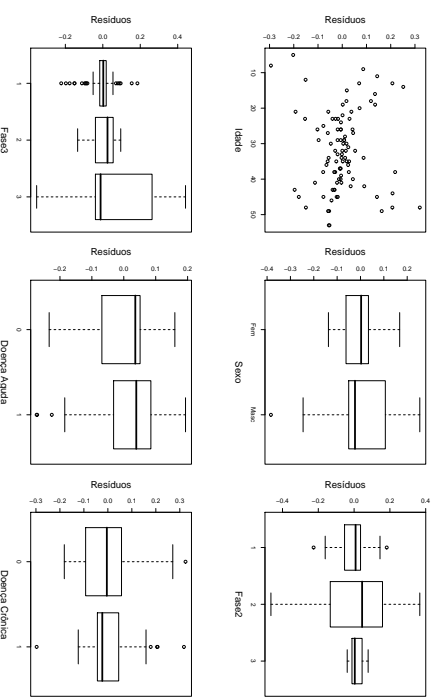 Resíduos
−0.3 −0.2 −0.1 0.0 0.1 0.2 0.3
10 20 30 40 50
Idade
Resíduos
−0.4 −0.3 −0.2 −0.1 0.0 0.1 0.2
Fem Masc
Sexo
Resíduos
−0.4 −0.2 0.0 0.2 0.4
1 2 3
Fase2
Resíduos
−0.2 0.0 0.2 0.4
1 2 3
Fase3
Resíduos
−0.2 −0.1 0.0 0.1
0 1
Doença Aguda
Resíduos
−0.3 −0.2 −0.1 0.0 0.1 0.2 0.3
0 1
Doença Crónica